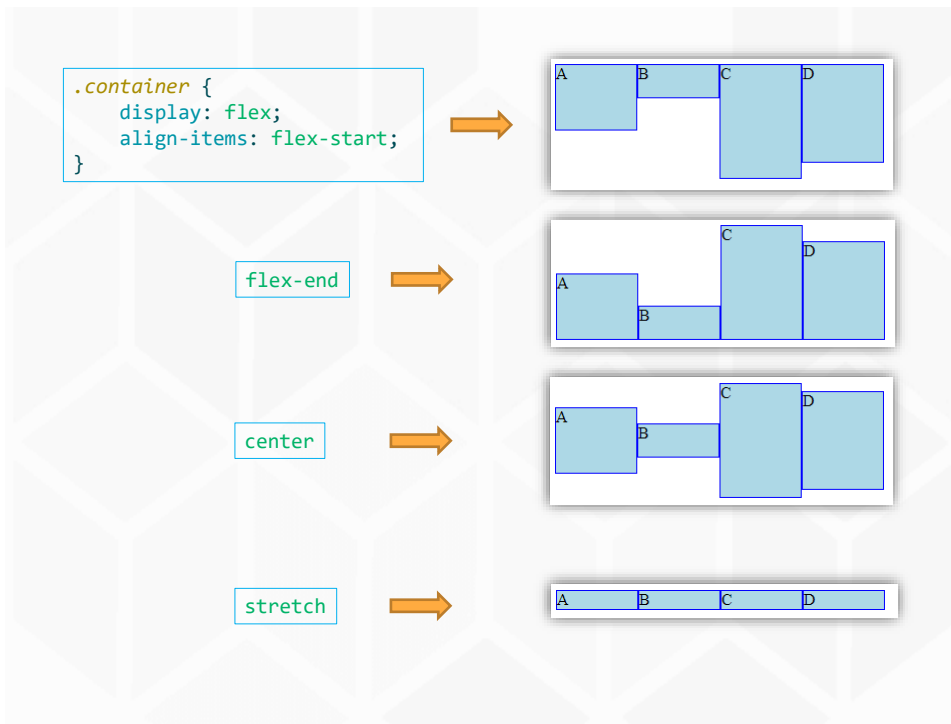 .container {
    display: flex;
    align-items: flex-start;
}
A B C D
flex-end
A B C D
center
A B C D
stretch
A B C D